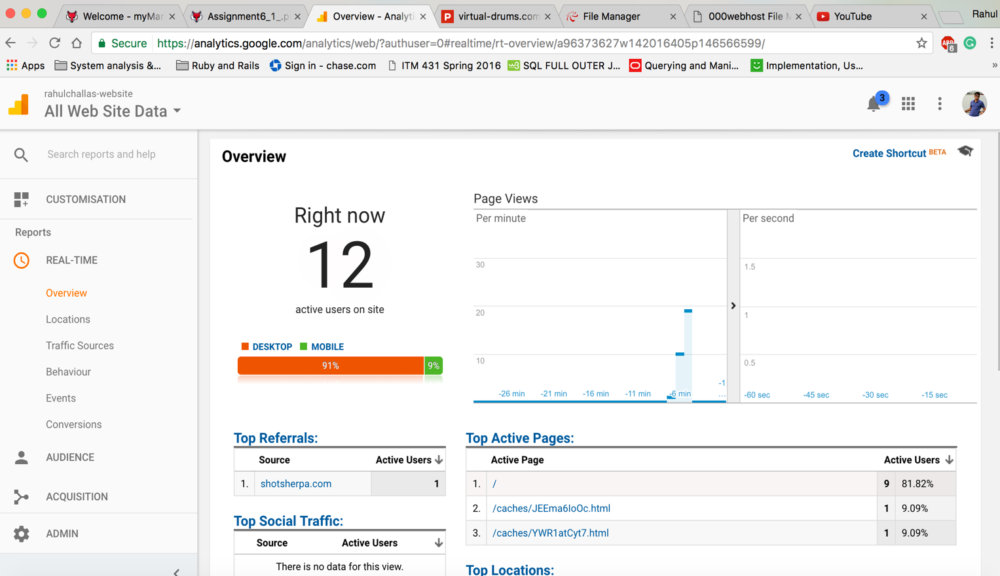 Welcome - myMar
Assignment6_1_.p
Overview - Analyti
virtual-drums.com
File Manager
000webhost File M
YouTube
Rahul
Secure
https://analytics.google.com/analytics/web/?authuser=0#realtime/rt-overview/a96373627w142016405p146566599/
ABP
6
Apps
System analysis &...
Ruby and Rails
Sign in - chase.com
ITM 431 Spring 2016
SQL FULL OUTER J...
Querying and Mani...
Implementation, Us...
»
rahulchallas-website
All Web Site Data
3
Search reports and help
CUSTOMISATION
Reports
REAL-TIME
Overview
Locations
Traffic Sources
Behaviour
Events
Conversions
AUDIENCE
ACQUISITION
ADMIN
Overview
Create Shortcut BETA
Right now
12
active users on site
DESKTOP MOBILE
91% 9%
Page Views
Per minute
30
20
10
-26 min -21 min -16 min -11 min -6 min -1 ...
Per second
1.5
1
0.5
-60 sec -45 sec -30 sec -15 sec
Top Referrals:
Source Active Users
1. shotsherpa.com 1
Top Social Traffic:
Source Active Users
There is no data for this view.
Top Active Pages:
Active Page Active Users
1. / 9 81.82%
2. /caches/JEEma6IoOc.html 1 9.09%
3. /caches/YWR1atCyt7.html 1 9.09%
Top Locations: